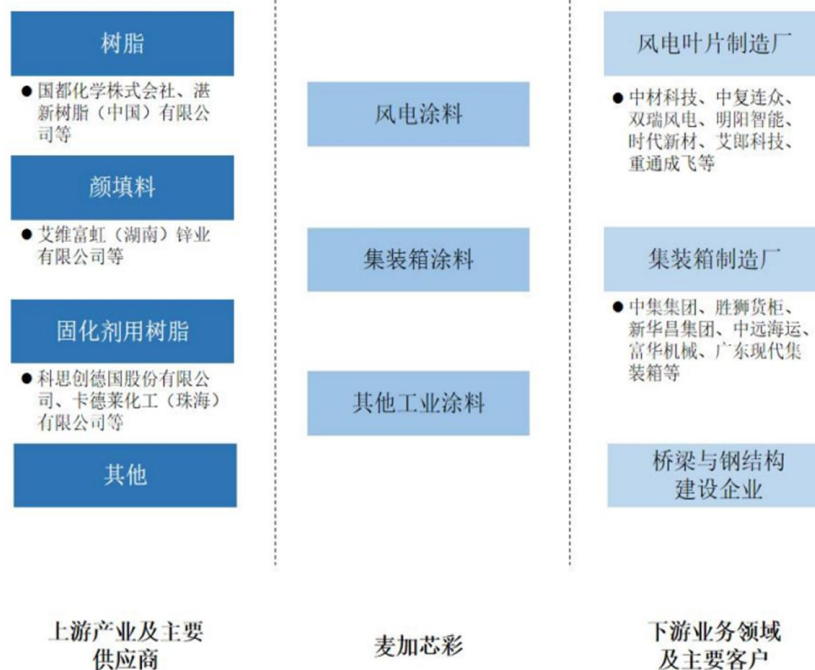 树脂
● 国都化学株式会社、湛
新树脂（中国）有限公
司等
颜填料
● 艾维富虹（湖南）锌业
有限公司等
固化剂用树脂
● 科思创德国股份有限公
司、卡德莱化工（珠海）
有限公司等
其他
上游产业及主要
供应商
风电涂料
集装箱涂料
其他工业涂料
麦加芯彩
风电叶片制造厂
● 中材科技、中复连众、
双瑞风电、明阳智能、
时代新材、艾郎科技、
重通成飞等
集装箱制造厂
● 中集集团、胜狮货柜、
新华昌集团、中远海运、
富华机械、广东现代集
装箱等
桥梁与钢结构
建设企业
下游业务领域
及主要客户